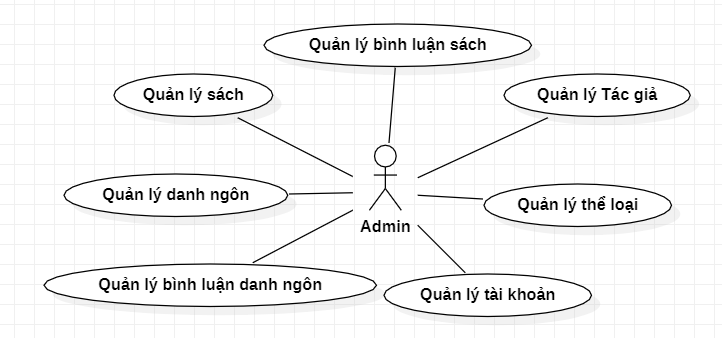 Quản lý bình luận sách
Quản lý sách
Quản lý Tác giả
Quản lý danh ngôn
Quản lý thể loại
Admin
Quản lý bình luận danh ngôn
Quản lý tài khoản